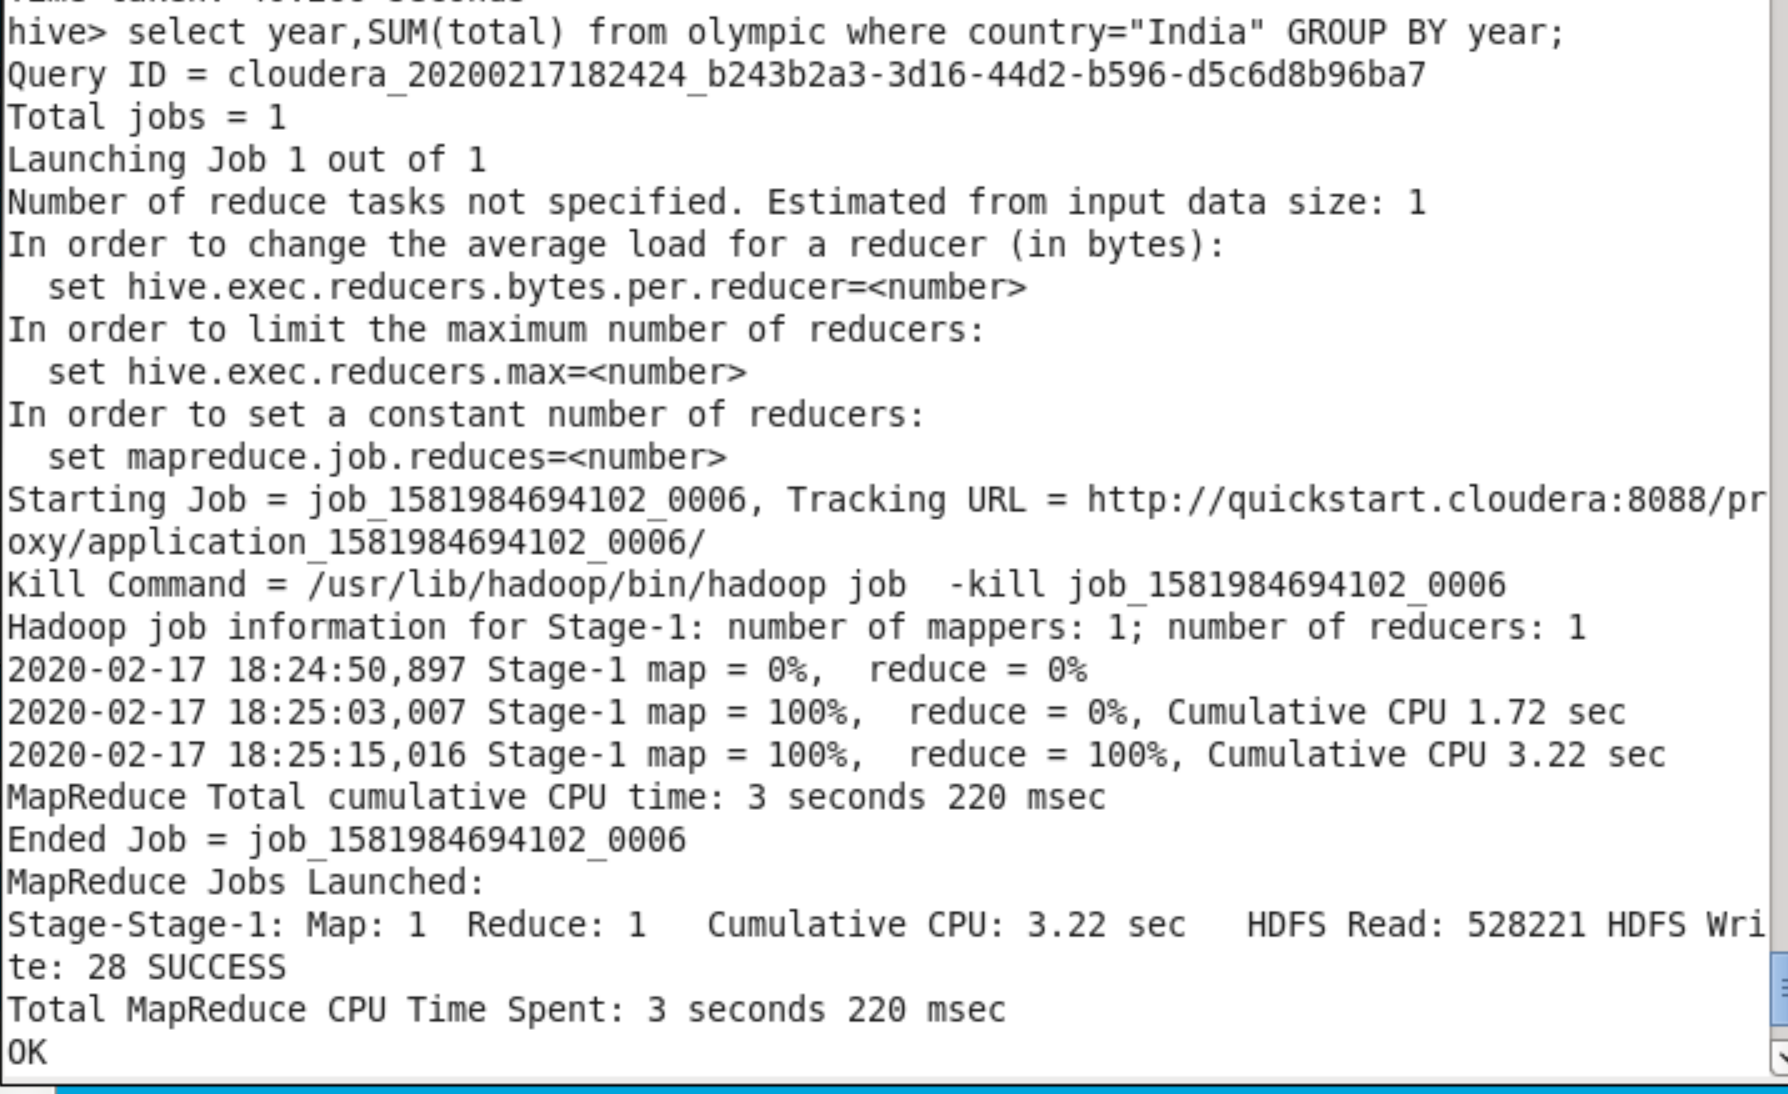 hive> select year,SUM(total) from olympic where country="India" GROUP BY year;
Query ID = cloudera_20200217182424_b243b2a3-3d16-44d2-b596-d5c6d8b96ba7
Total jobs = 1
Launching Job 1 out of 1
Number of reduce tasks not specified. Estimated from input data size: 1
In order to change the average load for a reducer (in bytes):
  set hive.exec.reducers.bytes.per.reducer=<number>
In order to limit the maximum number of reducers:
  set hive.exec.reducers.max=<number>
In order to set a constant number of reducers:
  set mapreduce.job.reduces=<number>
Starting Job = job_1581984694102_0006, Tracking URL = http://quickstart.cloudera:8088/pr
oxy/application_1581984694102_0006/
Kill Command = /usr/lib/hadoop/bin/hadoop job  -kill job_1581984694102_0006
Hadoop job information for Stage-1: number of mappers: 1; number of reducers: 1
2020-02-17 18:24:50,897 Stage-1 map = 0%,  reduce = 0%
2020-02-17 18:25:03,007 Stage-1 map = 100%,  reduce = 0%, Cumulative CPU 1.72 sec
2020-02-17 18:25:15,016 Stage-1 map = 100%,  reduce = 100%, Cumulative CPU 3.22 sec
MapReduce Total cumulative CPU time: 3 seconds 220 msec
Ended Job = job_1581984694102_0006
MapReduce Jobs Launched:
Stage-Stage-1: Map: 1  Reduce: 1   Cumulative CPU: 3.22 sec   HDFS Read: 528221 HDFS Wri
te: 28 SUCCESS
Total MapReduce CPU Time Spent: 3 seconds 220 msec
OK